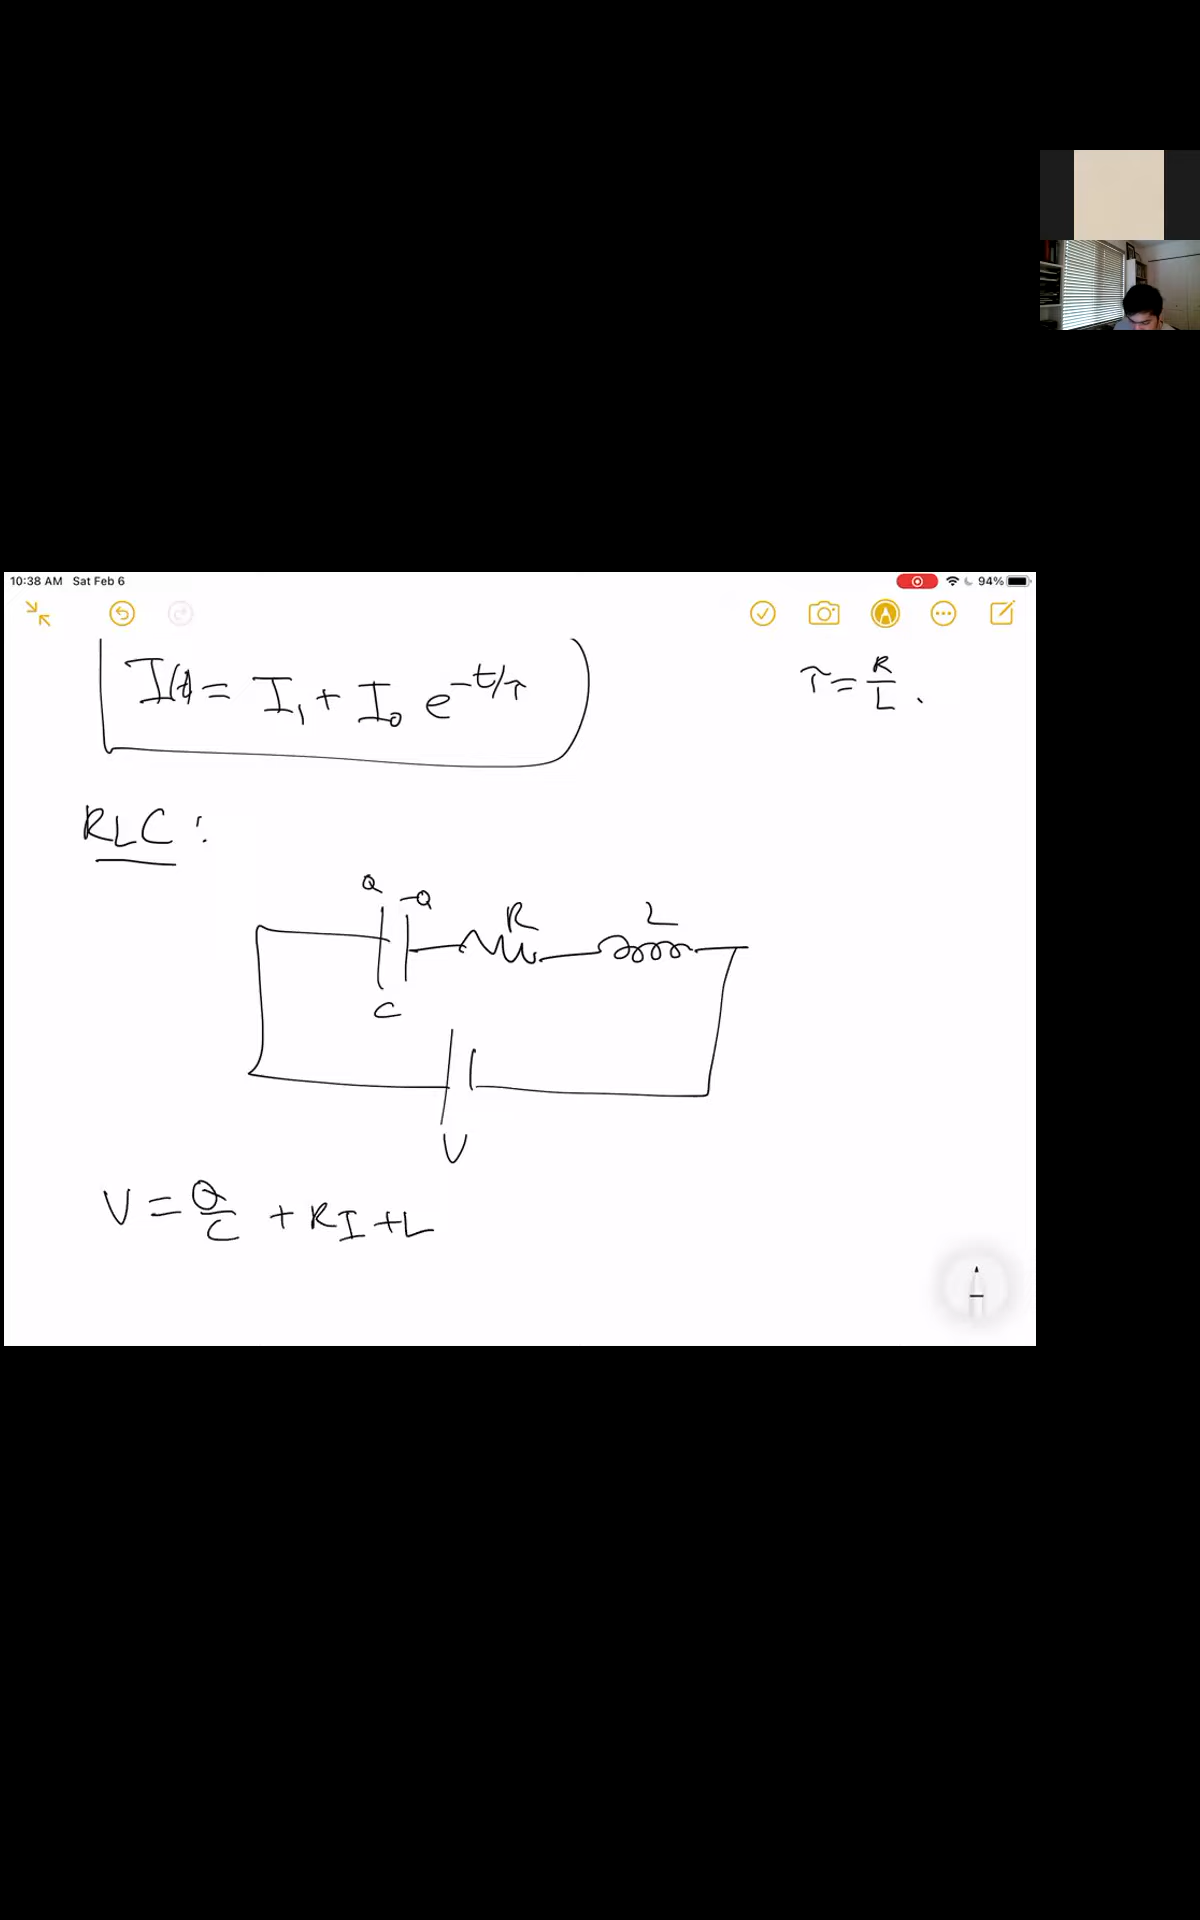 10:38 AM Sat Feb 6 94%
I(t) = I₁ + I₀ e^{-t/τ}
τ = R/L .
RLC :
Q -Q
R L
C
V
V = Q/C + RI + L